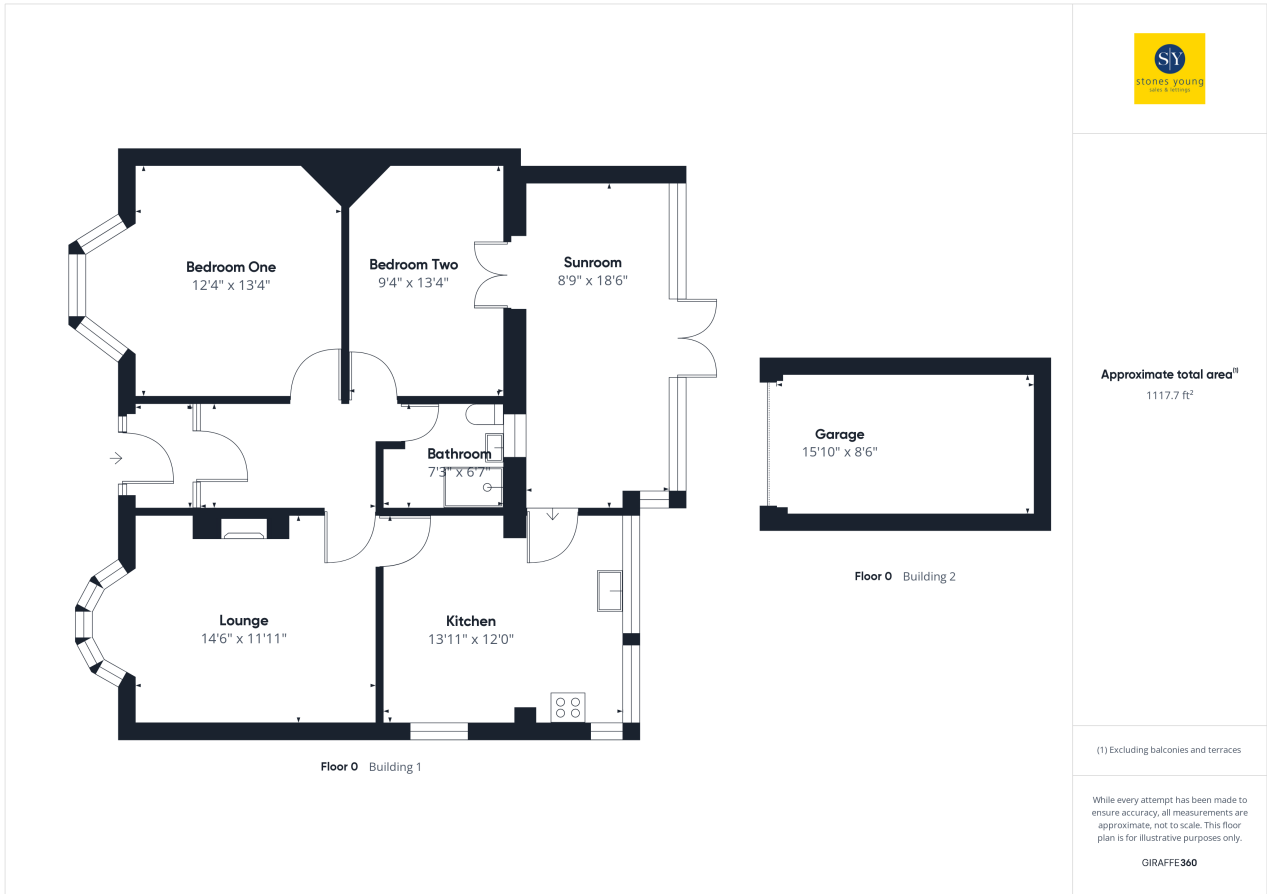 S|Y
stones young
sales & lettings
Bedroom One
12'4" x 13'4"
Bedroom Two
9'4" x 13'4"
Sunroom
8'9" x 18'6"
Bathroom
7'3" x 6'7"
Lounge
14'6" x 11'11"
Kitchen
13'11" x 12'0"
Floor 0 Building 1
Garage
15'10" x 8'6"
Floor 0 Building 2
Approximate total area(1)
1117.7 ft²
(1) Excluding balconies and terraces
While every attempt has been made to
ensure accuracy, all measurements are
approximate, not to scale. This floor
plan is for illustrative purposes only.
GIRAFFE360